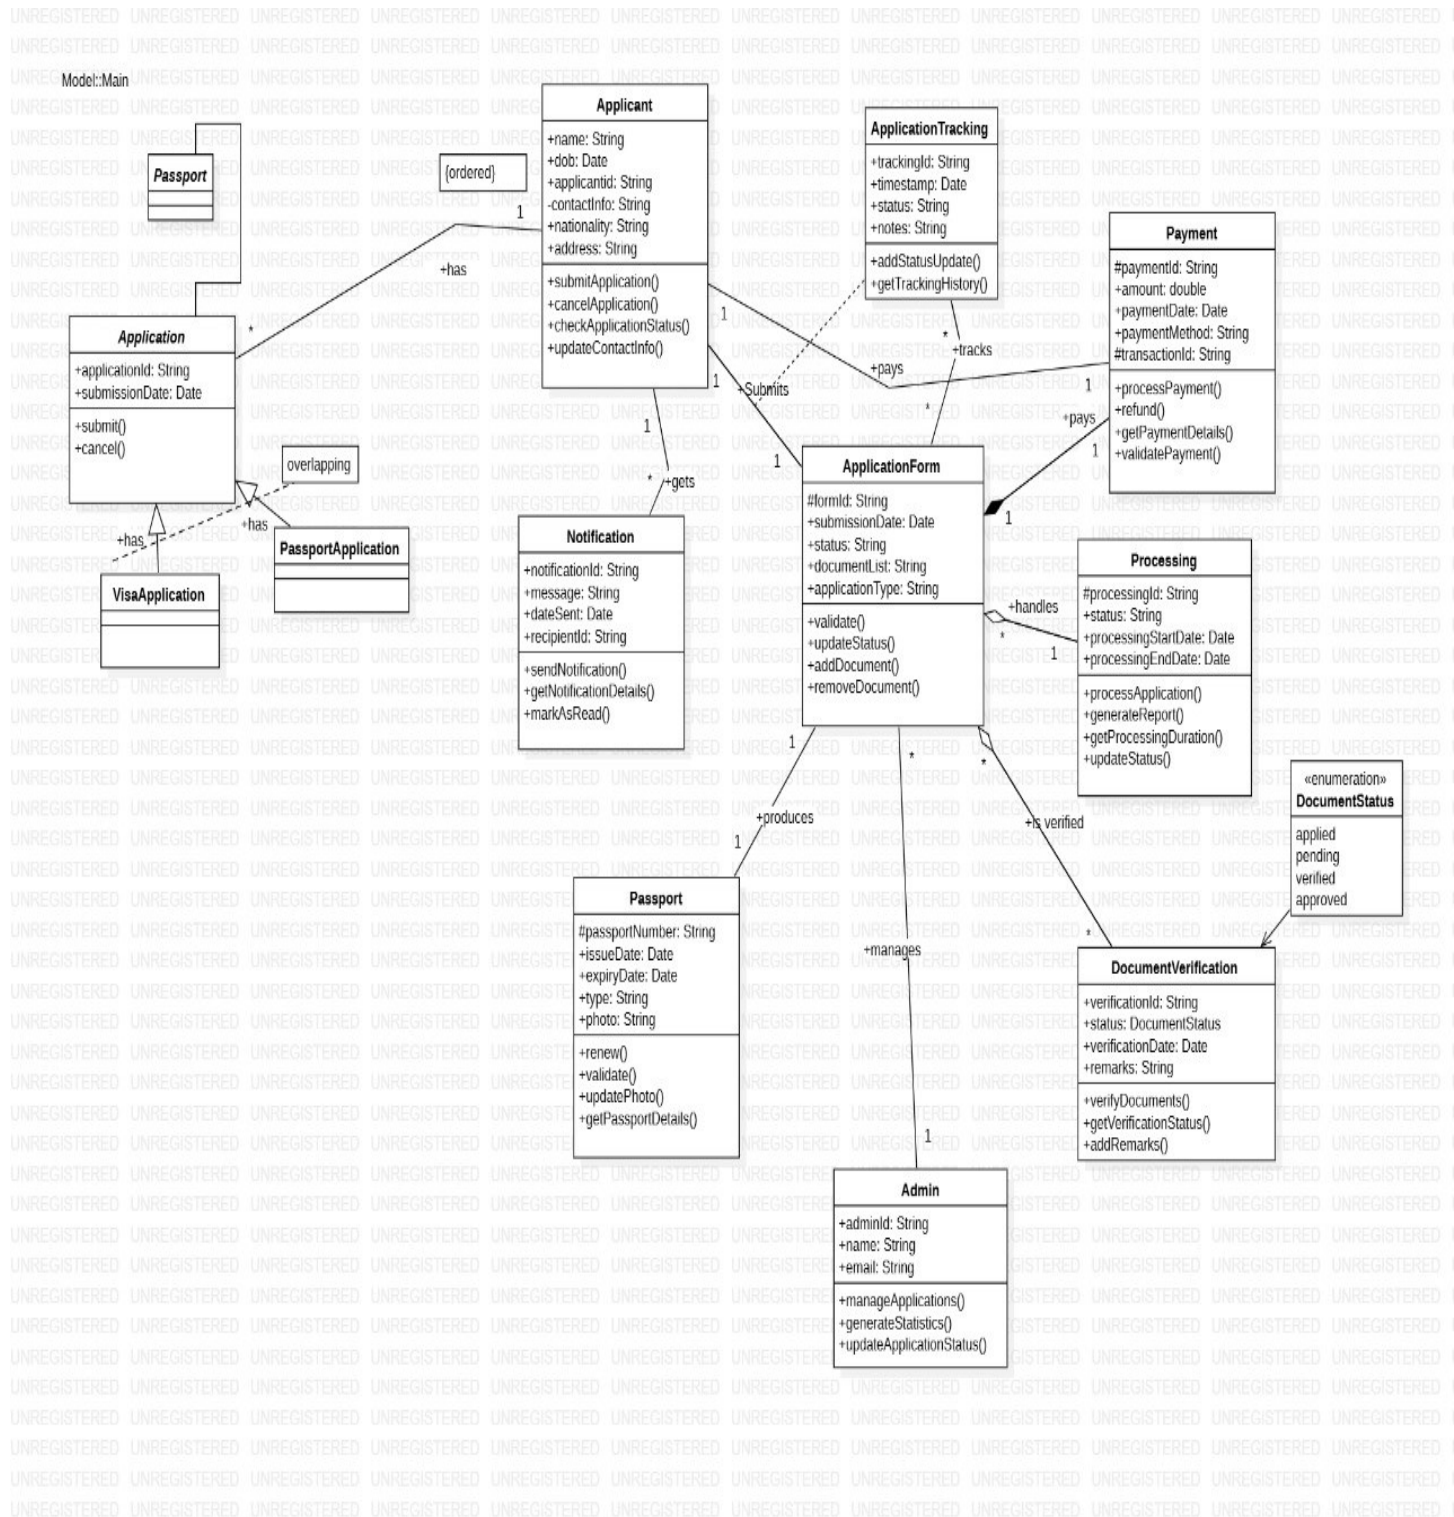 Model::Main
Passport
Application
+applicationId: String
+submissionDate: Date
+submit()
+cancel()
overlapping
+has
+has
VisaApplication
PassportApplication
{ordered}
1
+has
*
Applicant
+name: String
+dob: Date
+applicantid: String
-contactInfo: String
+nationality: String
+address: String
+submitApplication()
+cancelApplication()
+checkApplicationStatus()
+updateContactInfo()
1
* +gets
Notification
+notificationId: String
+message: String
+dateSent: Date
+recipientId: String
+sendNotification()
+getNotificationDetails()
+markAsRead()
ApplicationTracking
+trackingId: String
+timestamp: Date
+status: String
+notes: String
+addStatusUpdate()
+getTrackingHistory()
*
+tracks
*
1
+pays
1
1
+Submits
1
Payment
#paymentId: String
+amount: double
+paymentDate: Date
+paymentMethod: String
#transactionId: String
+processPayment()
+refund()
+getPaymentDetails()
+validatePayment()
+pays
1
1
ApplicationForm
#formId: String
+submissionDate: Date
+status: String
+documentList: String
+applicationType: String
+validate()
+updateStatus()
+addDocument()
+removeDocument()
+handles
*
1
Processing
#processingId: String
+status: String
+processingStartDate: Date
+processingEndDate: Date
+processApplication()
+generateReport()
+getProcessingDuration()
+updateStatus()
1
+produces
1
*
+manages
1
*
+is verified
*
«enumeration»
DocumentStatus
applied
pending
verified
approved
Passport
#passportNumber: String
+issueDate: Date
+expiryDate: Date
+type: String
+photo: String
+renew()
+validate()
+updatePhoto()
+getPassportDetails()
DocumentVerification
+verificationId: String
+status: DocumentStatus
+verificationDate: Date
+remarks: String
+verifyDocuments()
+getVerificationStatus()
+addRemarks()
Admin
+adminId: String
+name: String
+email: String
+manageApplications()
+generateStatistics()
+updateApplicationStatus()